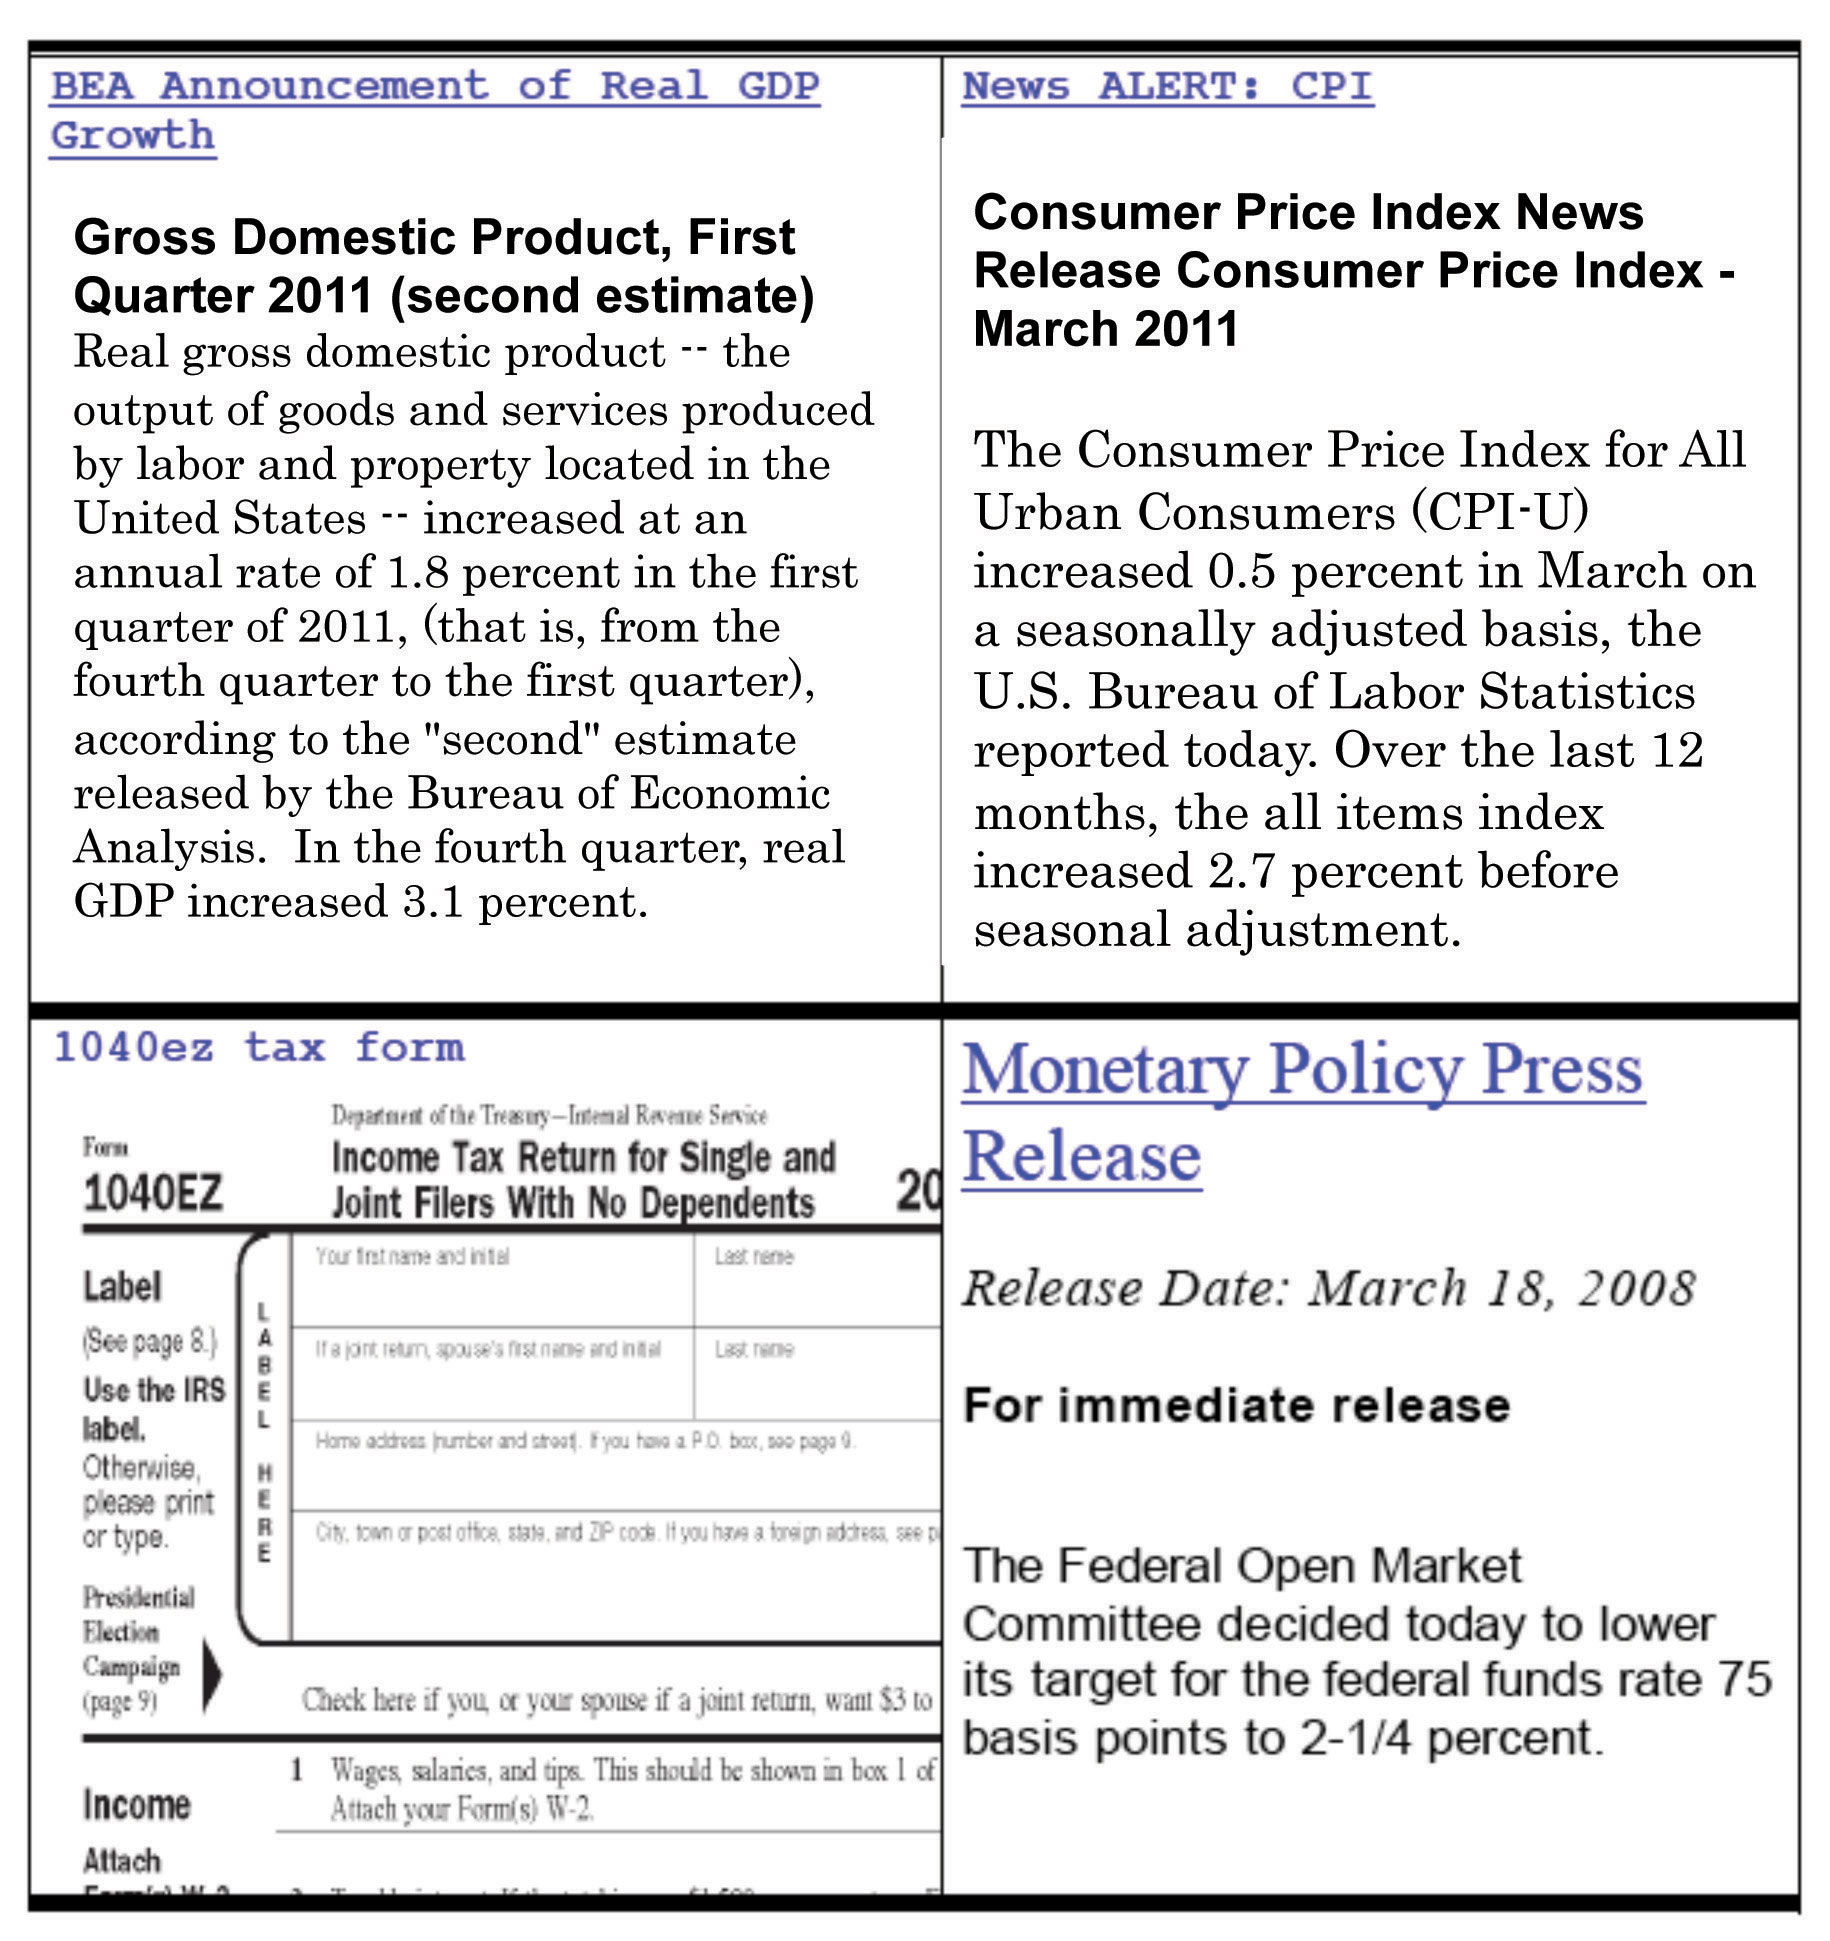 BEA Announcement of Real GDP
Growth
Gross Domestic Product, First
Quarter 2011 (second estimate)
Real gross domestic product -- the
output of goods and services produced
by labor and property located in the
United States -- increased at an
annual rate of 1.8 percent in the first
quarter of 2011, (that is, from the
fourth quarter to the first quarter),
according to the "second" estimate
released by the Bureau of Economic
Analysis.  In the fourth quarter, real
GDP increased 3.1 percent.
News ALERT: CPI
Consumer Price Index News
Release Consumer Price Index -
March 2011
The Consumer Price Index for All
Urban Consumers (CPI-U)
increased 0.5 percent in March on
a seasonally adjusted basis, the
U.S. Bureau of Labor Statistics
reported today. Over the last 12
months, the all items index
increased 2.7 percent before
seasonal adjustment.
1040ez tax form
Department of the Treasury—Internal Revenue Service
Form
1040EZ
Income Tax Return for Single and
Joint Filers With No Dependents
20
Label
(See page 8.)
Use the IRS
label.
Otherwise,
please print
or type.
LABEL HERE
Your first name and initial
Last name
If a joint return, spouse's first name and initial
Last name
Home address (number and street). If you have a P.O. box, see page 9.
City, town or post office, state, and ZIP code. If you have a foreign address, see
Presidential
Election
Campaign
(page 9)
Check here if you, or your spouse if a joint return, want $3 to
Income
1 Wages, salaries, and tips. This should be shown in box 1 of
Attach your Form(s) W-2.
Attach
Form(s) W-2
Monetary Policy Press
Release
Release Date: March 18, 2008
For immediate release
The Federal Open Market
Committee decided today to lower
its target for the federal funds rate 75
basis points to 2-1/4 percent.